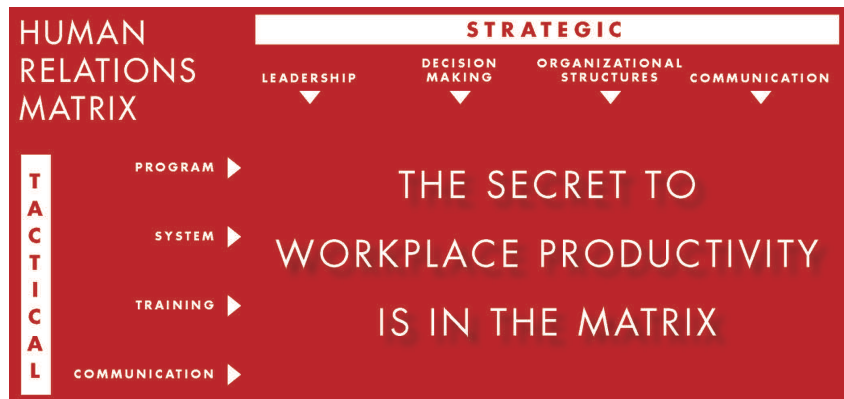 HUMAN
RELATIONS
MATRIX
STRATEGIC
LEADERSHIP
DECISION
MAKING
ORGANIZATIONAL
STRUCTURES
COMMUNICATION
TACTICAL
PROGRAM
SYSTEM
TRAINING
COMMUNICATION
THE SECRET TO
WORKPLACE PRODUCTIVITY
IS IN THE MATRIX